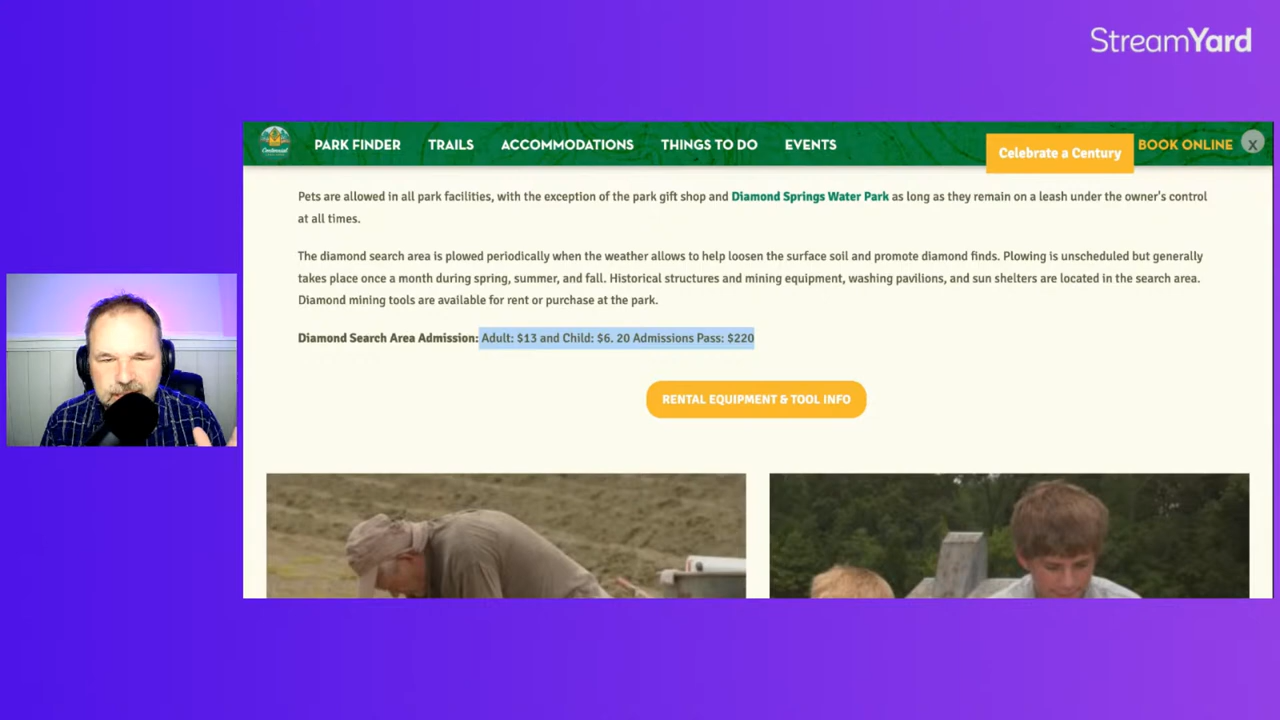 StreamYard
PARK FINDER TRAILS ACCOMMODATIONS THINGS TO DO EVENTS Celebrate a Century BOOK ONLINE X
Pets are allowed in all park facilities, with the exception of the park gift shop and Diamond Springs Water Park as long as they remain on a leash under the owner's control
at all times.
The diamond search area is plowed periodically when the weather allows to help loosen the surface soil and promote diamond finds. Plowing is unscheduled but generally
takes place once a month during spring, summer, and fall. Historical structures and mining equipment, washing pavilions, and sun shelters are located in the search area.
Diamond mining tools are available for rent or purchase at the park.
Diamond Search Area Admission: Adult: $13 and Child: $6. 20 Admissions Pass: $220
RENTAL EQUIPMENT & TOOL INFO